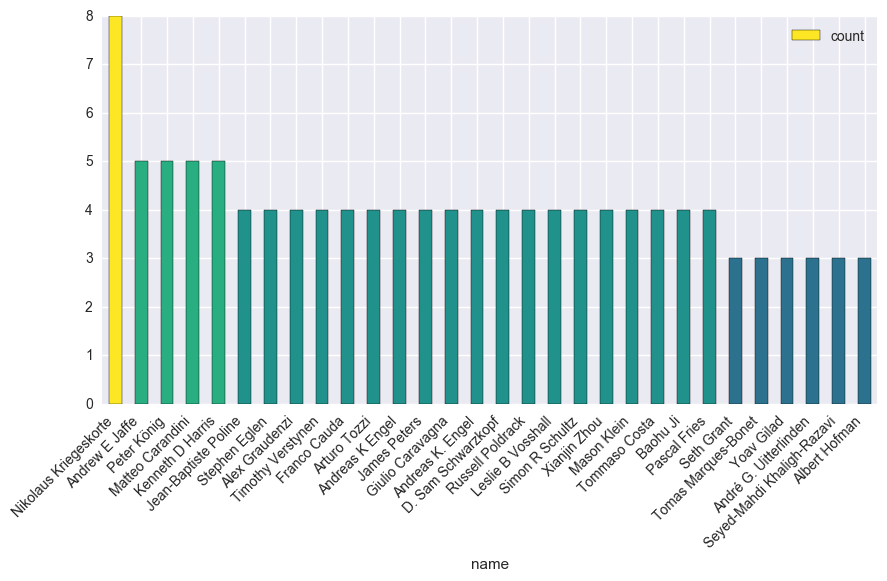 8
7
6
5
4
3
2
1
0
count
Nikolaus Kriegeskorte
Andrew E Jaffe
Peter König
Matteo Carandini
Kenneth D Harris
Jean-Baptiste Poline
Stephen Eglen
Alex Graudenzi
Timothy Verstynen
Franco Cauda
Arturo Tozzi
Andreas K Engel
James Peters
Giulio Caravagna
Andreas K. Engel
D. Sam Schwarzkopf
Russell Poldrack
Leslie B Vosshall
Simon R Schultz
Xianjin Zhou
Mason Klein
Tommaso Costa
Baohu Ji
Pascal Fries
Seth Grant
Tomas Marques-Bonet
Yoav Gilad
André G. Uitterlinden
Seyed-Mahdi Khaligh-Razavi
Albert Hofman
name